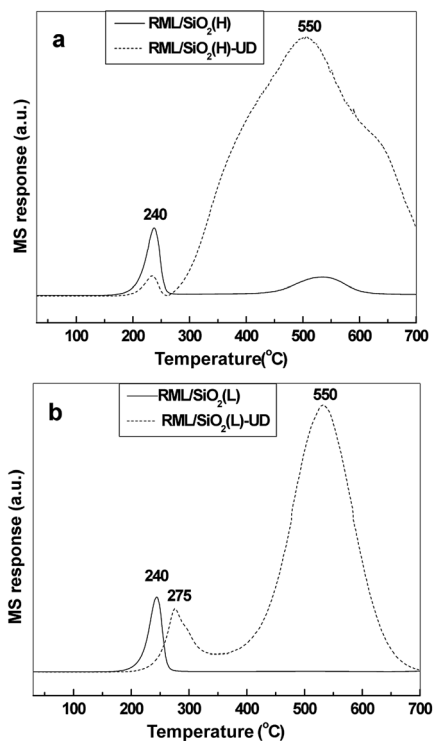 a
RML/SiO2(H)
RML/SiO2(H)-UD
550
240
MS response (a.u.)
100 200 300 400 500 600 700
Temperature(°C)
b
RML/SiO2(L)
RML/SiO2(L)-UD
550
240
275
MS response (a.u.)
100 200 300 400 500 600 700
Temperature (°C)